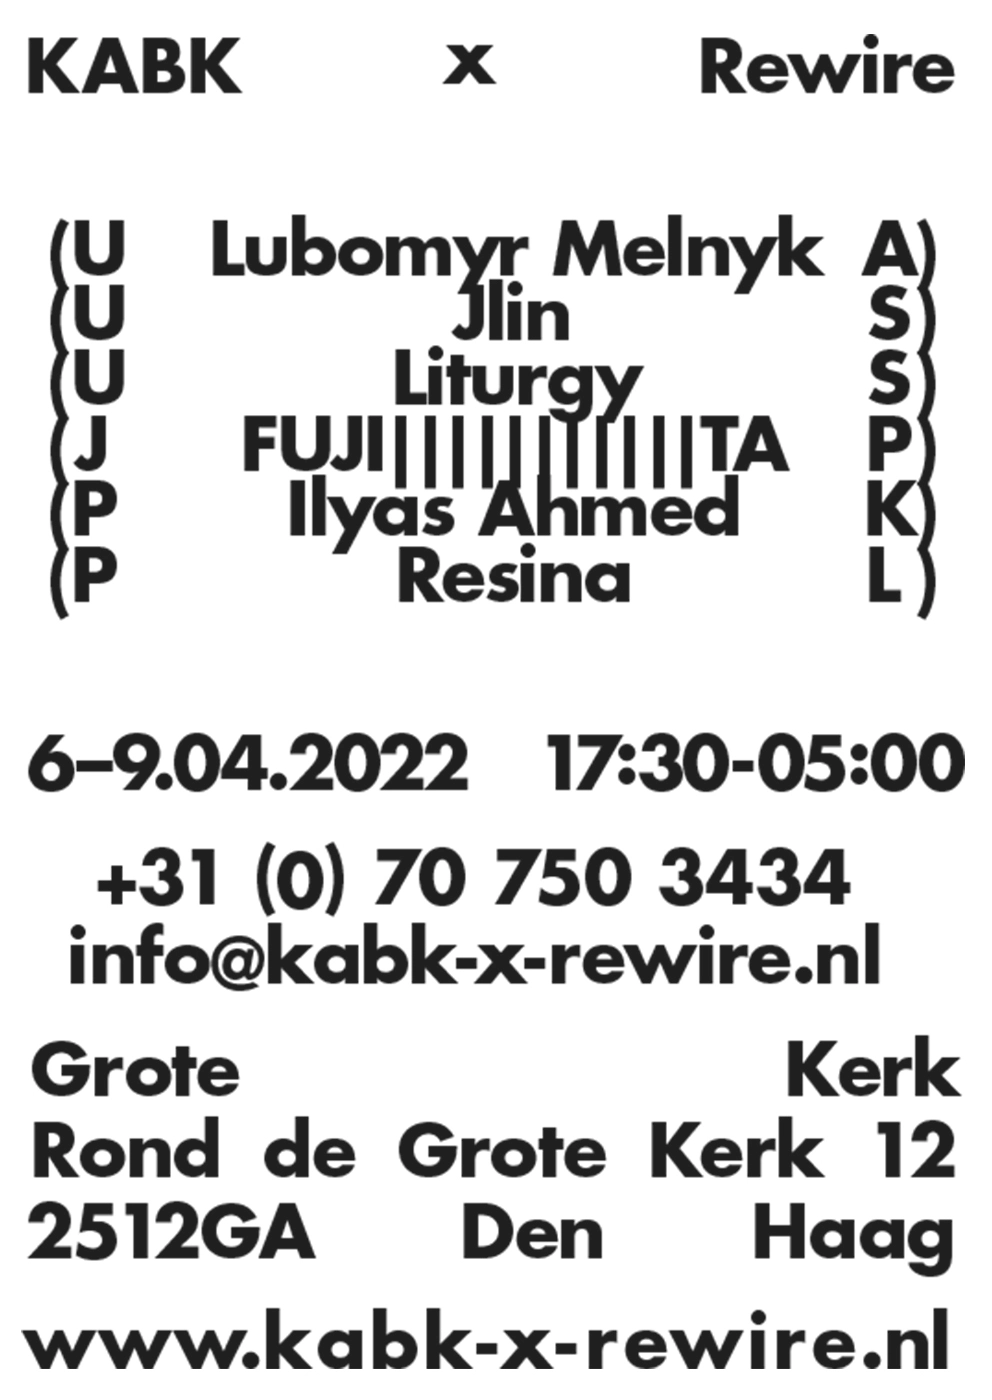 KABK x Rewire
(U Lubomyr Melnyk A)
(U Jlin S)
(U Liturgy S)
(J FUJI|||||||||||TA P)
(P Ilyas Ahmed K)
(P Resina L)
6–9.04.2022 17:30-05:00
+31 (0) 70 750 3434
info@kabk-x-rewire.nl
Grote Kerk
Rond de Grote Kerk 12
2512GA Den Haag
www.kabk-x-rewire.nl